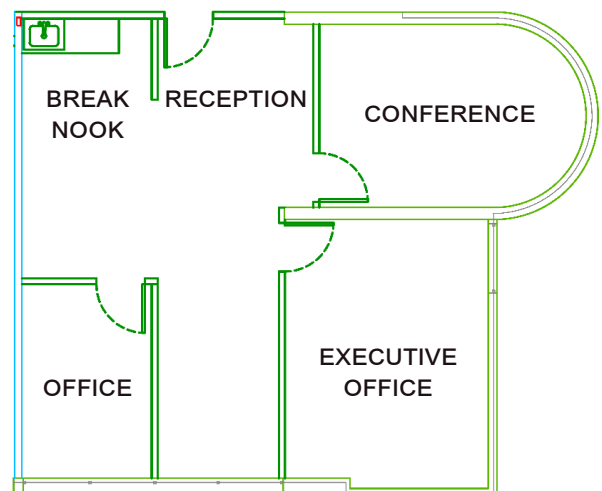 BREAK
NOOK
RECEPTION
CONFERENCE
OFFICE
EXECUTIVE
OFFICE